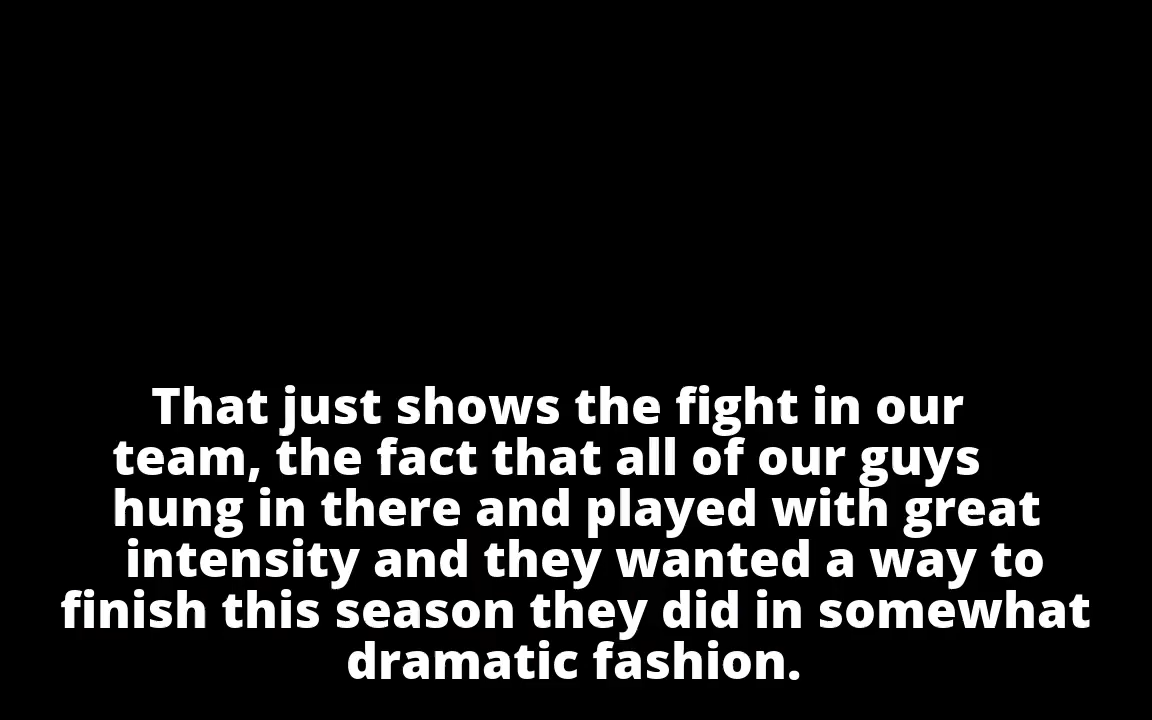 That just shows the fight in our
team, the fact that all of our guys
hung in there and played with great
intensity and they wanted a way to
finish this season they did in somewhat
dramatic fashion.